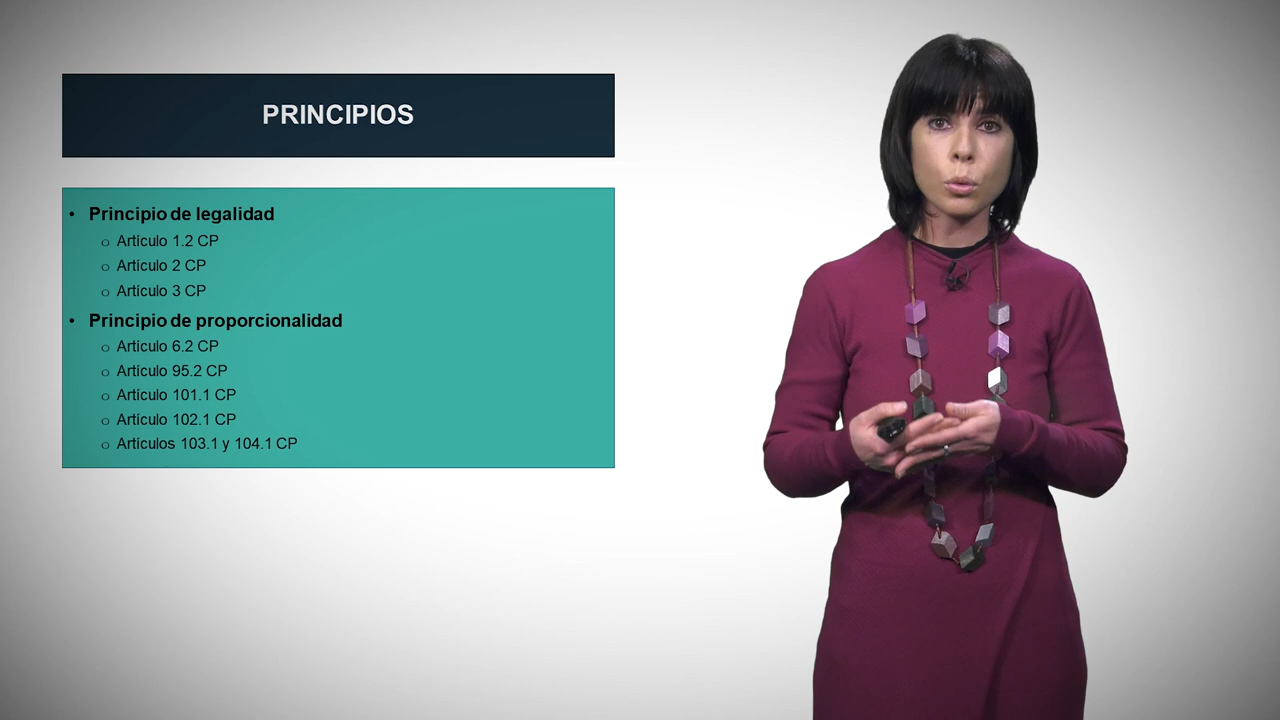 PRINCIPIOS
• Principio de legalidad
o Artículo 1.2 CP
o Artículo 2 CP
o Artículo 3 CP
• Principio de proporcionalidad
o Artículo 6.2 CP
o Artículo 95.2 CP
o Artículo 101.1 CP
o Artículo 102.1 CP
o Artículos 103.1 y 104.1 CP